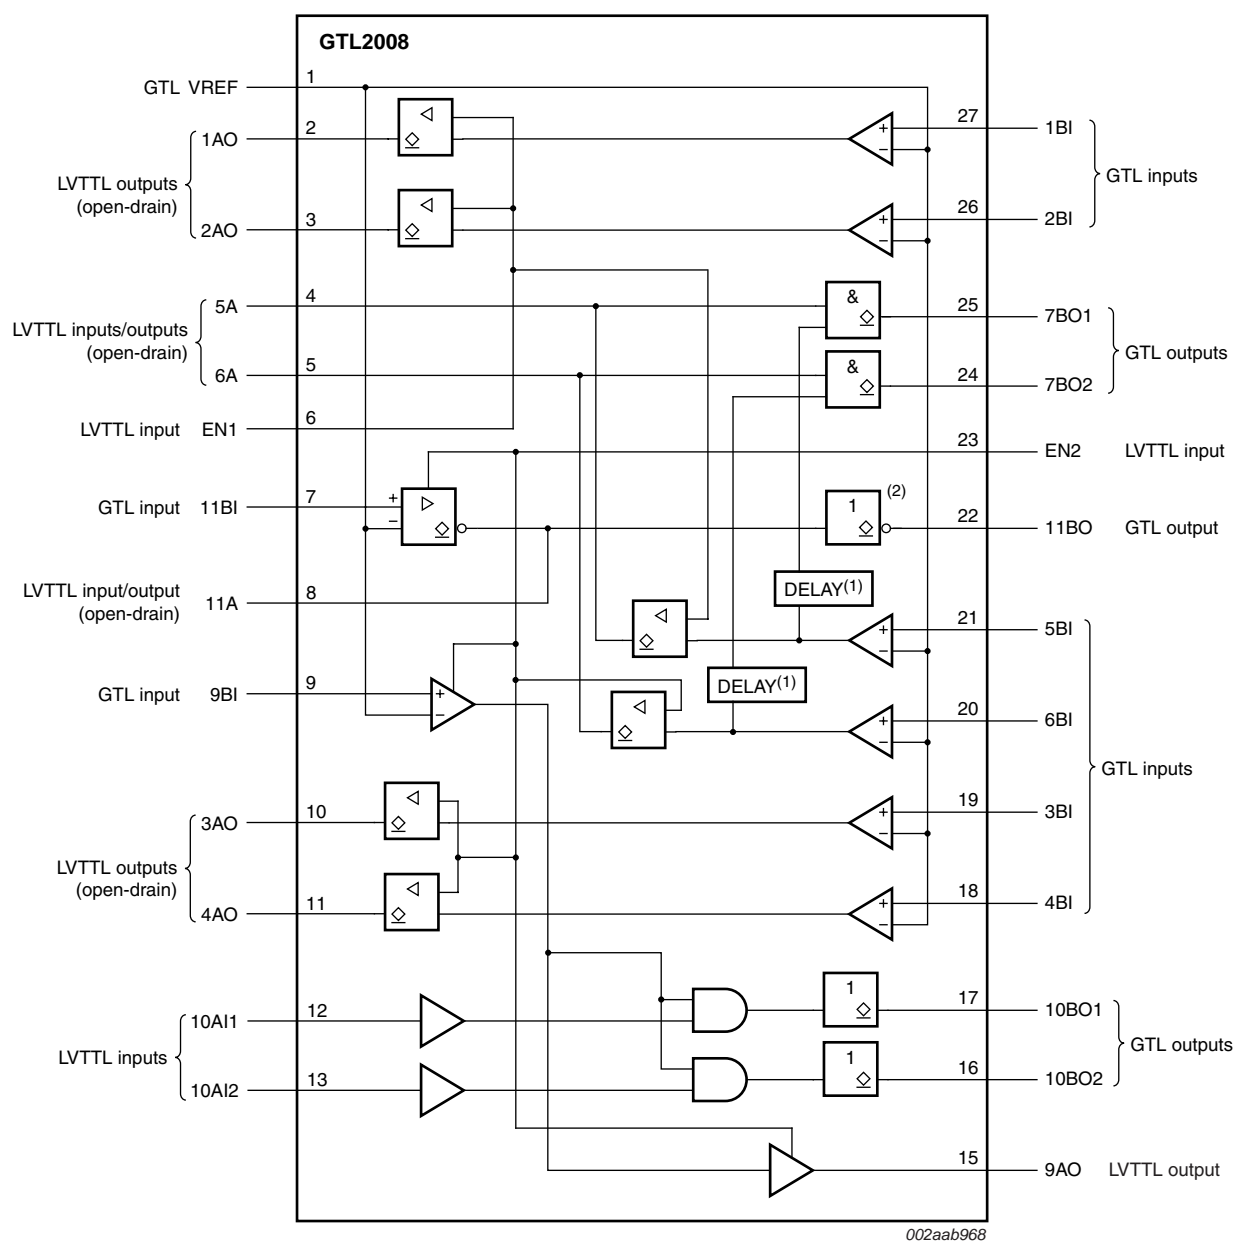 GTL2008
GTL VREF 1
1AO 2
LVTTL outputs
(open-drain)
2AO 3
27 1BI
GTL inputs
26 2BI
+
−
+
−
5A 4
LVTTL inputs/outputs
(open-drain)
6A 5
&
25 7BO1
GTL outputs
&
24 7BO2
LVTTL input EN1 6
23 EN2 LVTTL input
GTL input 11BI 7
+
−
1
(2)
22 11BO GTL output
LVTTL input/output
(open-drain)
11A 8
DELAY(1)
21 5BI
+
−
GTL input 9BI 9
+
−
DELAY(1)
20 6BI
+
−
GTL inputs
3AO 10
LVTTL outputs
(open-drain)
4AO 11
19 3BI
+
−
18 4BI
+
−
10AI1 12
LVTTL inputs
10AI2 13
1
17 10BO1
GTL outputs
1
16 10BO2
15 9AO LVTTL output
002aab968